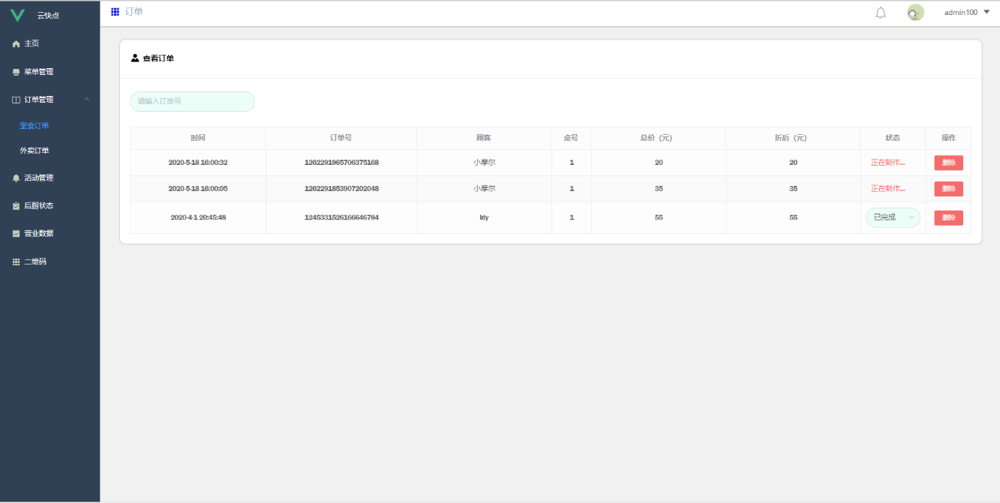 云快点
主页
菜单管理
订单管理
堂食订单
外卖订单
活动管理
后厨状态
营业数据
二维码
订单
admin100
查看订单
请输入订单号
时间 订单号 顾客 桌号 总价（元） 折后（元） 状态 操作
2020-5-18 16:00:32 1262291965706375168 小摩尔 1 20 20 正在制作... 删除
2020-5-18 16:00:05 1262291853907202048 小摩尔 1 35 35 正在制作... 删除
2020-4-1 20:45:48 1245331526166646784 ldy 1 55 55 已完成 删除